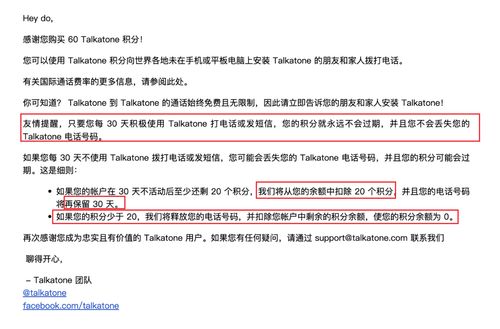 Hey do,
感谢您购买 60 Talkatone 积分！
您可以使用 Talkatone 积分向世界各地未在手机或平板电脑上安装 Talkatone 的朋友和家人拨打电话。
有关国际通话费率的更多信息，请参阅此处。
你可知道？ Talkatone 到 Talkatone 的通话始终免费且无限制，因此请立即告诉您的朋友和家人安装 Talkatone！
友情提醒，只要您每 30 天积极使用 Talkatone 打电话或发短信，您的积分就永远不会过期，并且您不会丢失您的
Talkatone 电话号码。
如果您每 30 天不使用 Talkatone 拨打电话或发短信，您可能会丢失您的 Talkatone 电话号码，并且您的积分可能会过
期。这是细则：
• 如果您的帐户在 30 天不活动后至少还剩 20 个积分，我们将从您的余额中扣除 20 个积分，并且您的电话号码
将再保留 30 天。
• 如果您的积分少于 20，我们将释放您的电话号码，并扣除您帐户中剩余的积分余额，使您的积分余额为 0。
再次感谢您成为忠实且有价值的 Talkatone 用户。如果您有任何疑问，请通过 support@talkatone.com 联系我们
聊得开心，
– Talkatone 团队
@talkatone
facebook.com/talkatone